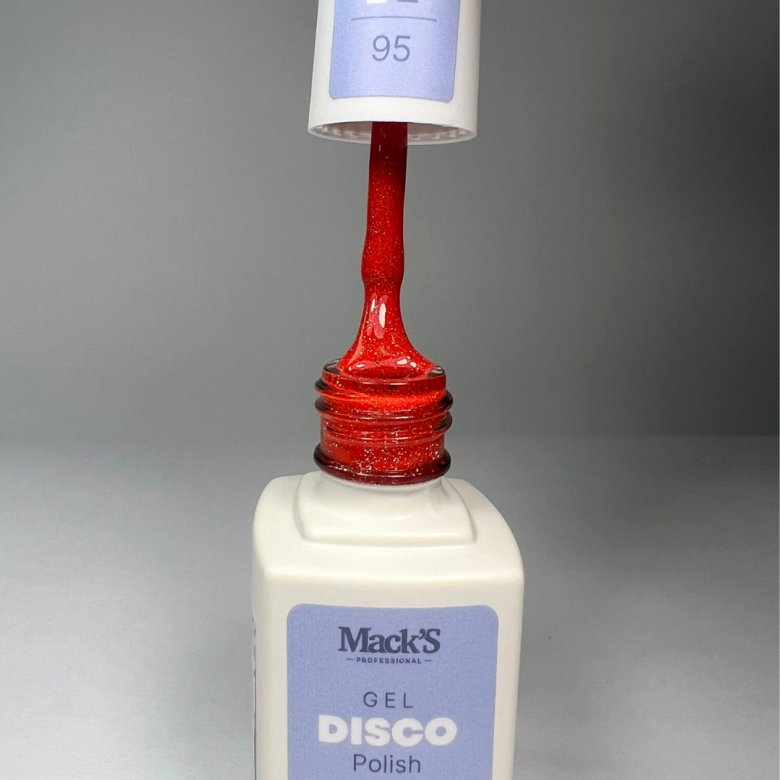 95
Mack'S
PROFESSIONAL
GEL
DISCO
Polish